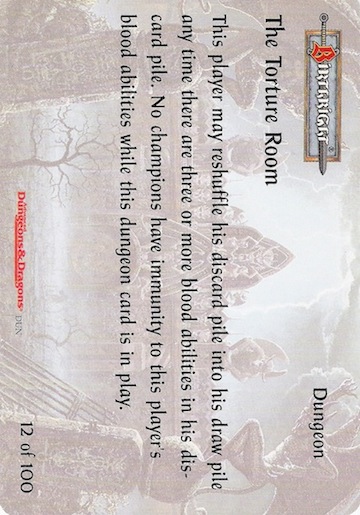 BIRTHRIGHT
Dungeon
The Torture Room
This player may reshuffle his discard pile into his draw pile
any time there are three or more blood abilities in his dis-
card pile. No champions have immunity to this player's
blood abilities while this dungeon card is in play.
Dungeons & Dragons® DUN
12 of 100